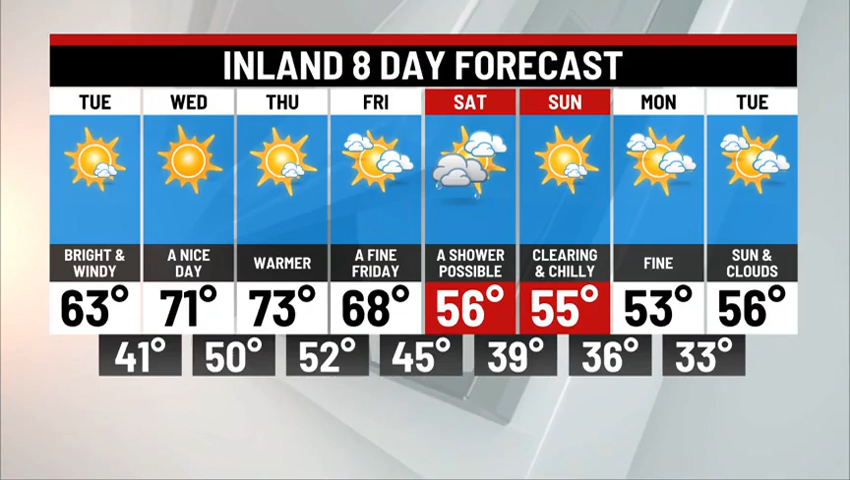 INLAND 8 DAY FORECAST
TUE WED THU FRI SAT SUN MON TUE
BRIGHT & WINDY
A NICE DAY
WARMER
A FINE FRIDAY
A SHOWER POSSIBLE
CLEARING & CHILLY
FINE
SUN & CLOUDS
63° 71° 73° 68° 56° 55° 53° 56°
41° 50° 52° 45° 39° 36° 33°